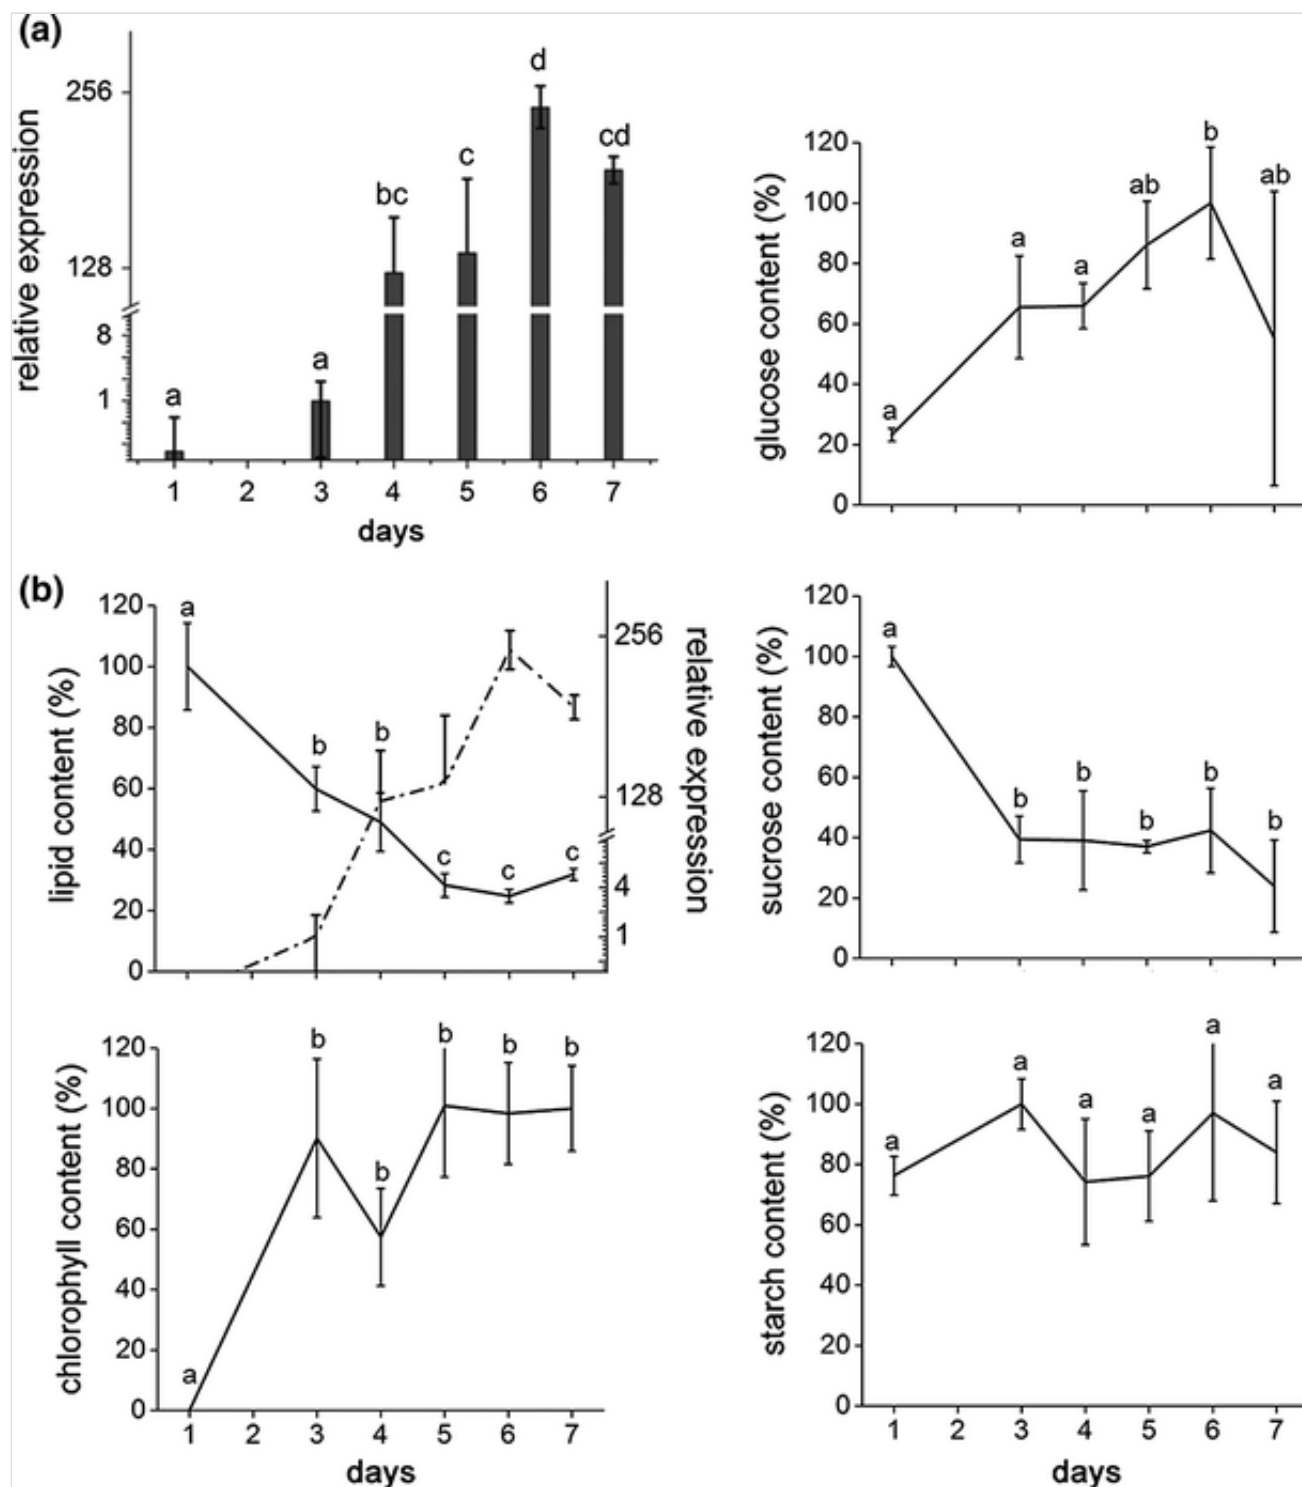 (a)
relative expression
256
128
8
1
a
a
bc
c
d
cd
1 2 3 4 5 6 7
days
glucose content (%)
120
100
80
60
40
20
0
a
a
a
ab
b
ab
(b)
lipid content (%)
120
100
80
60
40
20
0
a
b
b
c
c
c
256
128
4
1
relative expression
sucrose content (%)
120
100
80
60
40
20
0
a
b
b
b
b
b
chlorophyll content (%)
120
100
80
60
40
20
0
a
b
b
b
b
b
1 2 3 4 5 6 7
days
starch content (%)
120
100
80
60
40
20
0
a
a
a
a
a
a
1 2 3 4 5 6 7
days